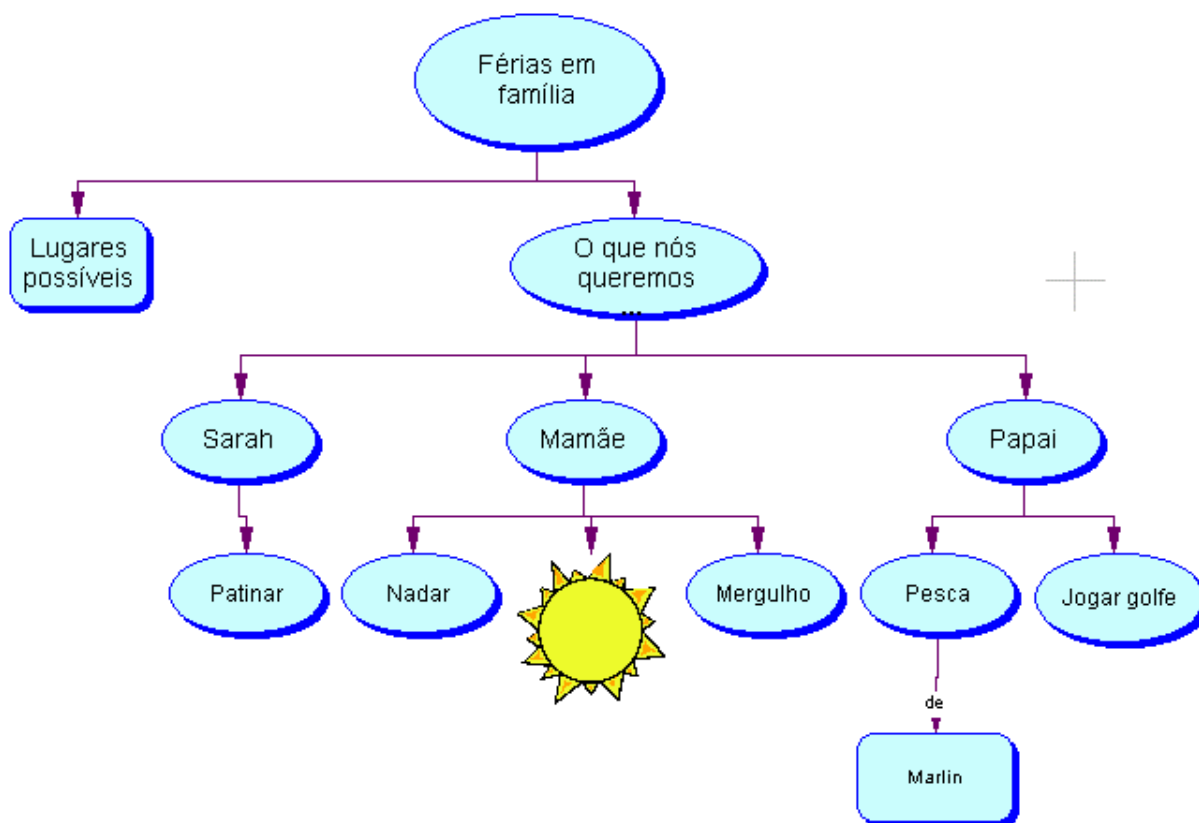 Férias em
família
Lugares
possíveis
O que nós
queremos
...
Sarah
Mamãe
Papai
Patinar
Nadar
Mergulho
Pesca
Jogar golfe
de
Marlin